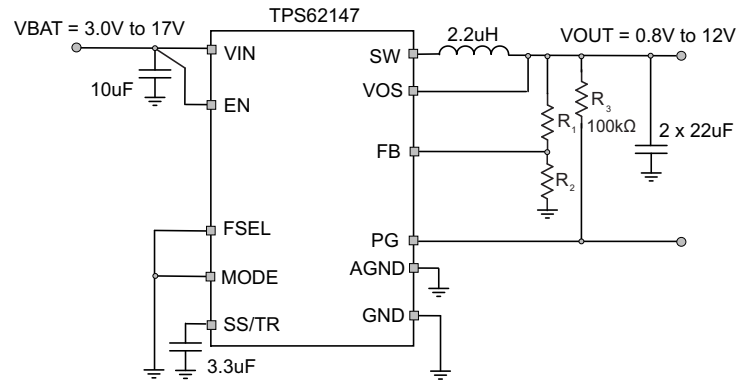 TPS62147
VBAT = 3.0V to 17V
VIN
SW
2.2uH
VOUT = 0.8V to 12V
10uF
EN
VOS
R1
R3
100kΩ
2 x 22uF
FB
R2
FSEL
PG
MODE
AGND
SS/TR
GND
3.3uF